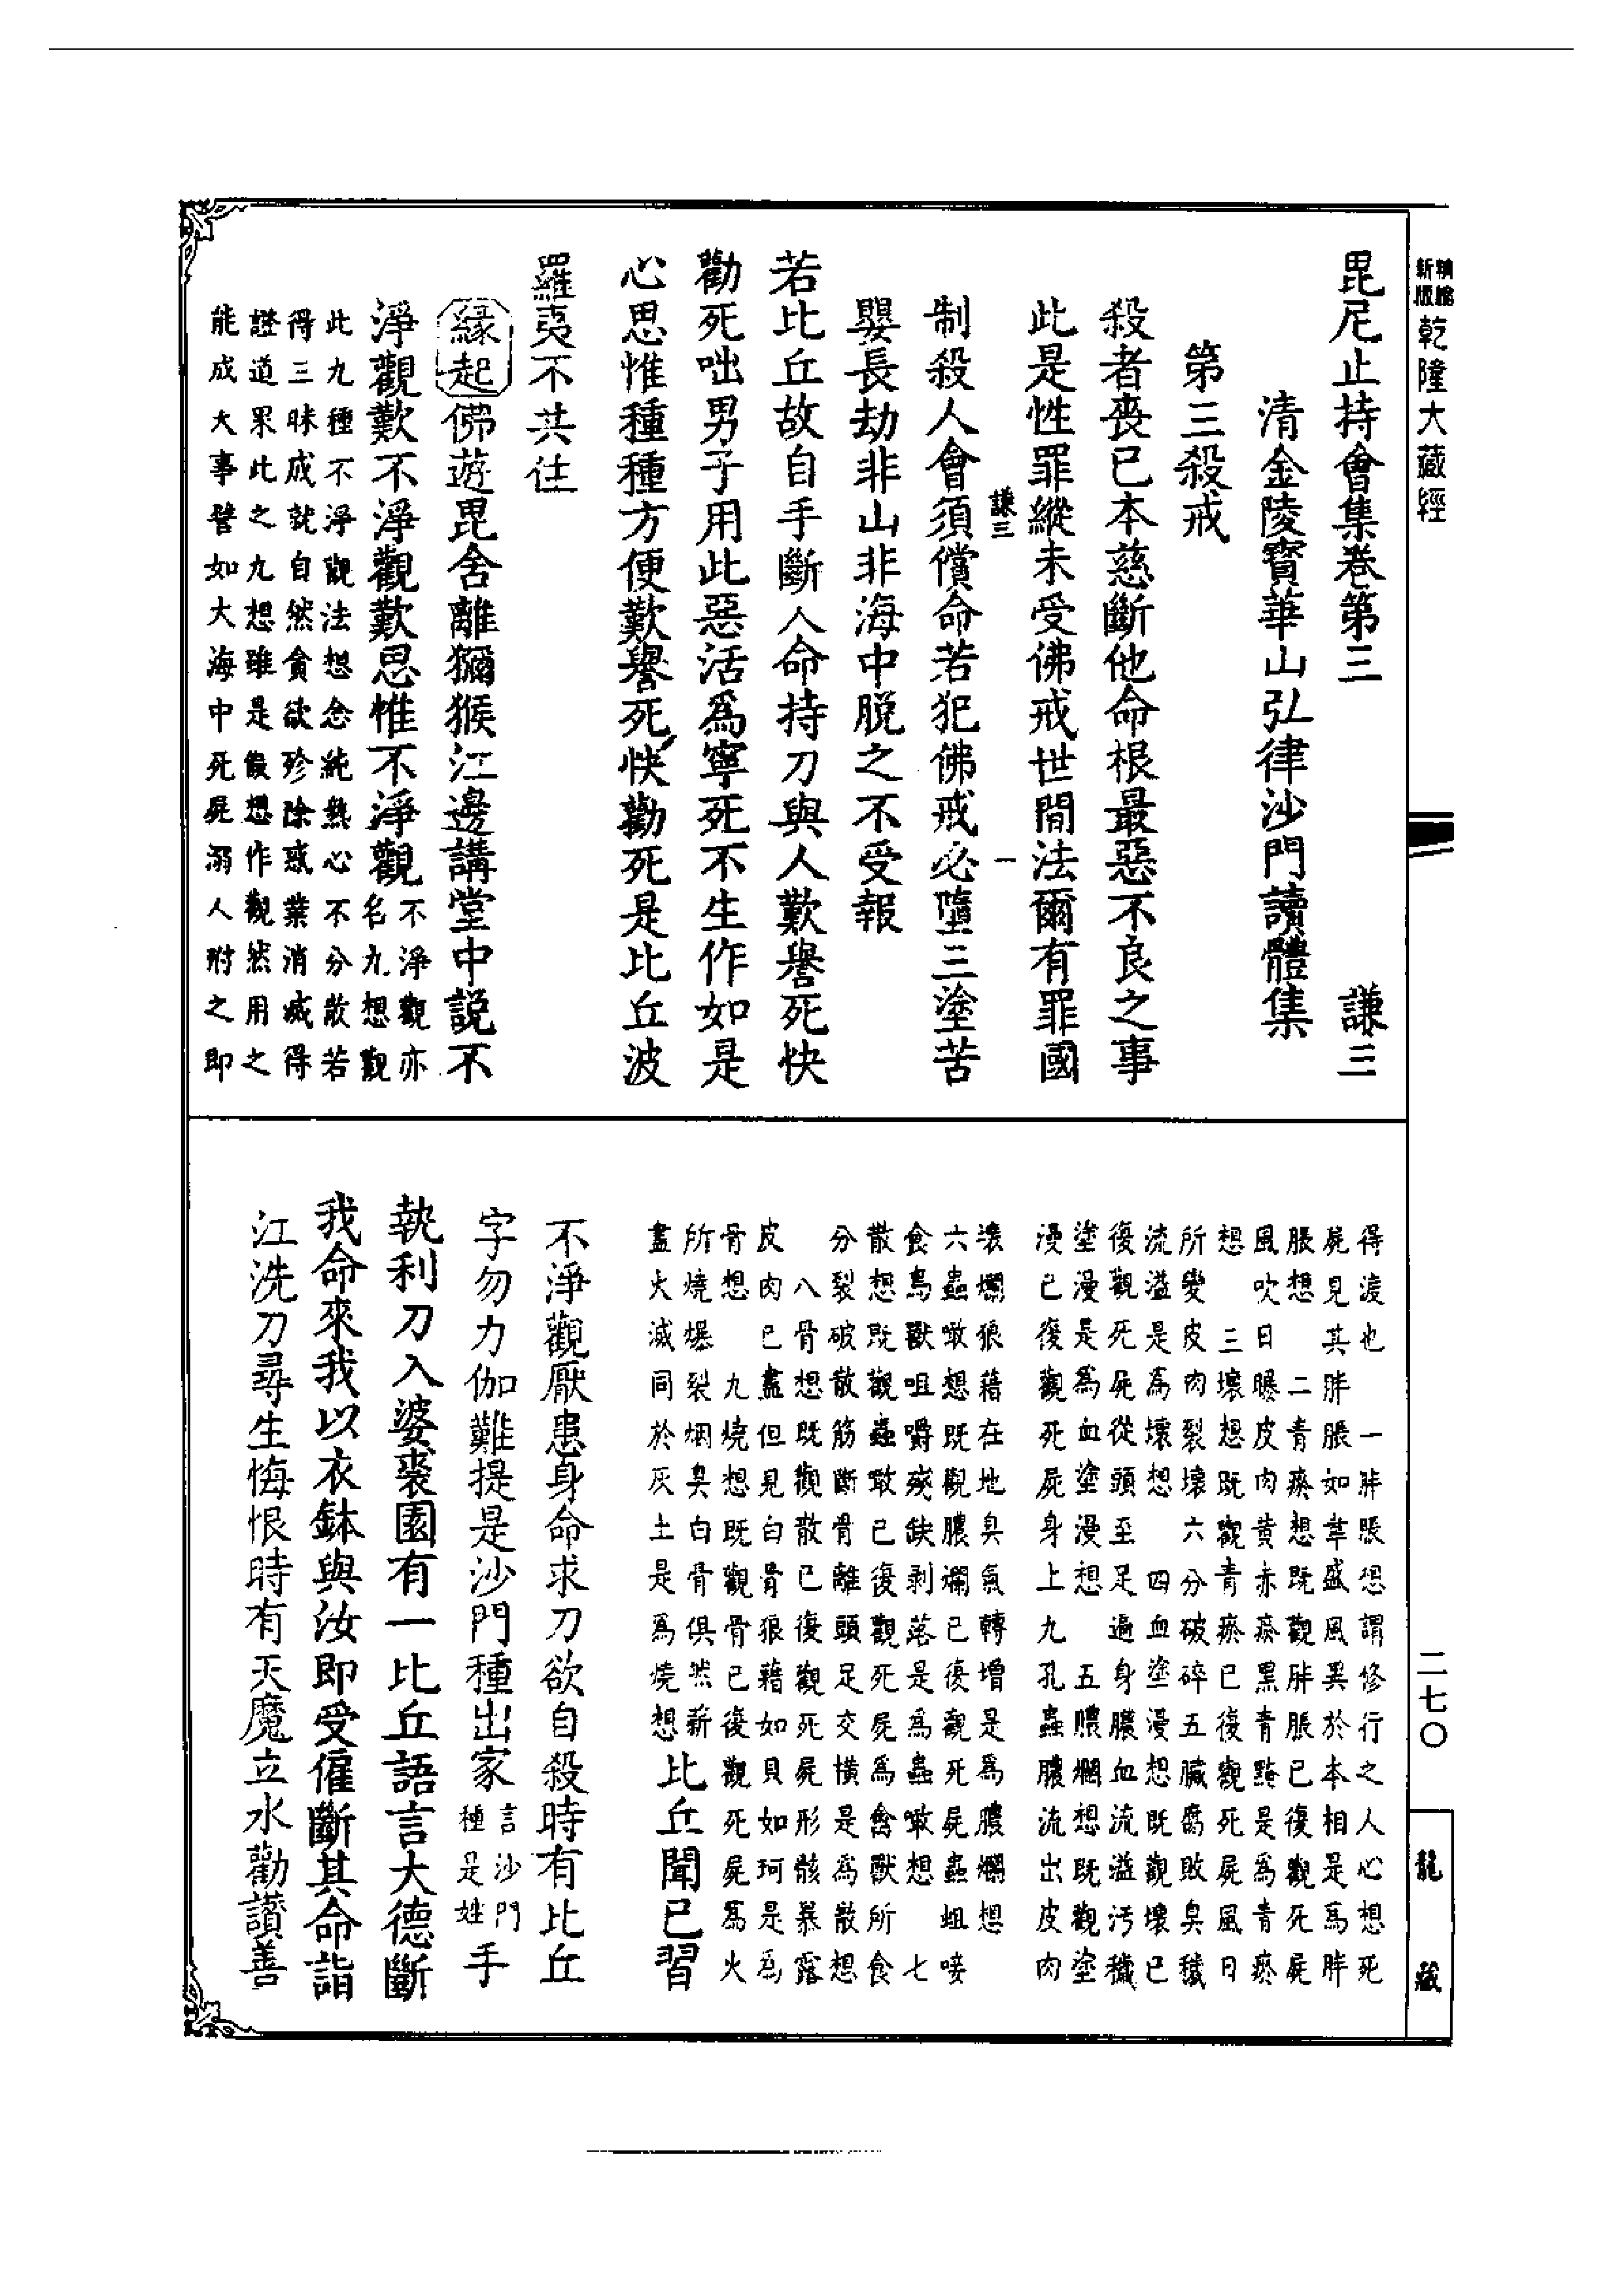 新版
精縮
乾隆大藏經
毘尼止持會集卷第三 謙三
清金陵寶華山弘律沙門讀體集
第三殺戒
殺者喪已本慈斷他命根最惡不良之事
此是性罪縱未受佛戒世間法爾有罪國
謙三 一
制殺人會須償命若犯佛戒必墮三塗苦
嬰長劫非山非海中脫之不受報
若比丘故自手斷人命持刀與人歎譽死快
勸死咄男子用此惡活爲寧死不生作如是
心思惟種種方便歎譽死快勸死是比丘波
羅夷不共住
緣起佛遊毘舍離獼猴江邊講堂中說不
淨觀歎不淨觀歎思惟不淨觀
不淨觀亦
名九想觀
此九種不淨觀法想念純熟心不分散若
得三昧成就自然貪欲殄除惑業消滅得
證道果此之九想雖是假想作觀然用之
能成大事譬如大海中死屍溺人附之即
得渡也 一胖脹想謂修行之人心想死
屍見其胖脹如韋盛風異於本相是爲胖
脹想 二青瘀想既觀胖脹已復觀死屍
風吹日曝皮肉黃赤瘀黑青黤是爲青瘀
想 三壞想既觀青瘀已復觀死屍風日
所變皮肉裂壞六分破碎五臟腐敗臭穢
流溢是爲壞想 四血塗漫想既觀壞已
復觀死屍從頭至足遍身膿血流溢污穢
塗漫是爲血塗漫想 五膿爛想既觀塗
漫已復觀死屍身上九孔蟲膿流出皮肉
壞爛狼藉在地臭氣轉增是爲膿爛想
六蟲噉想既觀膿爛已復觀死屍蟲蛆唼
食鳥獸咀嚼殘缺剥落是爲蟲噉想 七
散想既觀蟲噉已復觀死屍爲禽獸所食
分裂破散筋斷骨離頭足交橫是爲散想
八骨想既觀散已復觀死屍形骸暴露
皮肉已盡但見白骨狼藉如貝如珂是爲
骨想 九燒想既觀骨已復觀死屍爲火
所燒爆裂烟臭白骨俱然薪
盡火滅同於灰土是爲燒想
比丘聞已習
不淨觀厭患身命求刀欲自殺時有比丘
字勿力伽難提是沙門種出家
言沙門
種是姓
手
執利刀入婆裘園有一比丘語言大德斷
我命來我以衣鉢與汝即受僱斷其命詣
江洗刀尋生悔恨時有天魔立水勸讚善
二七〇
龍藏